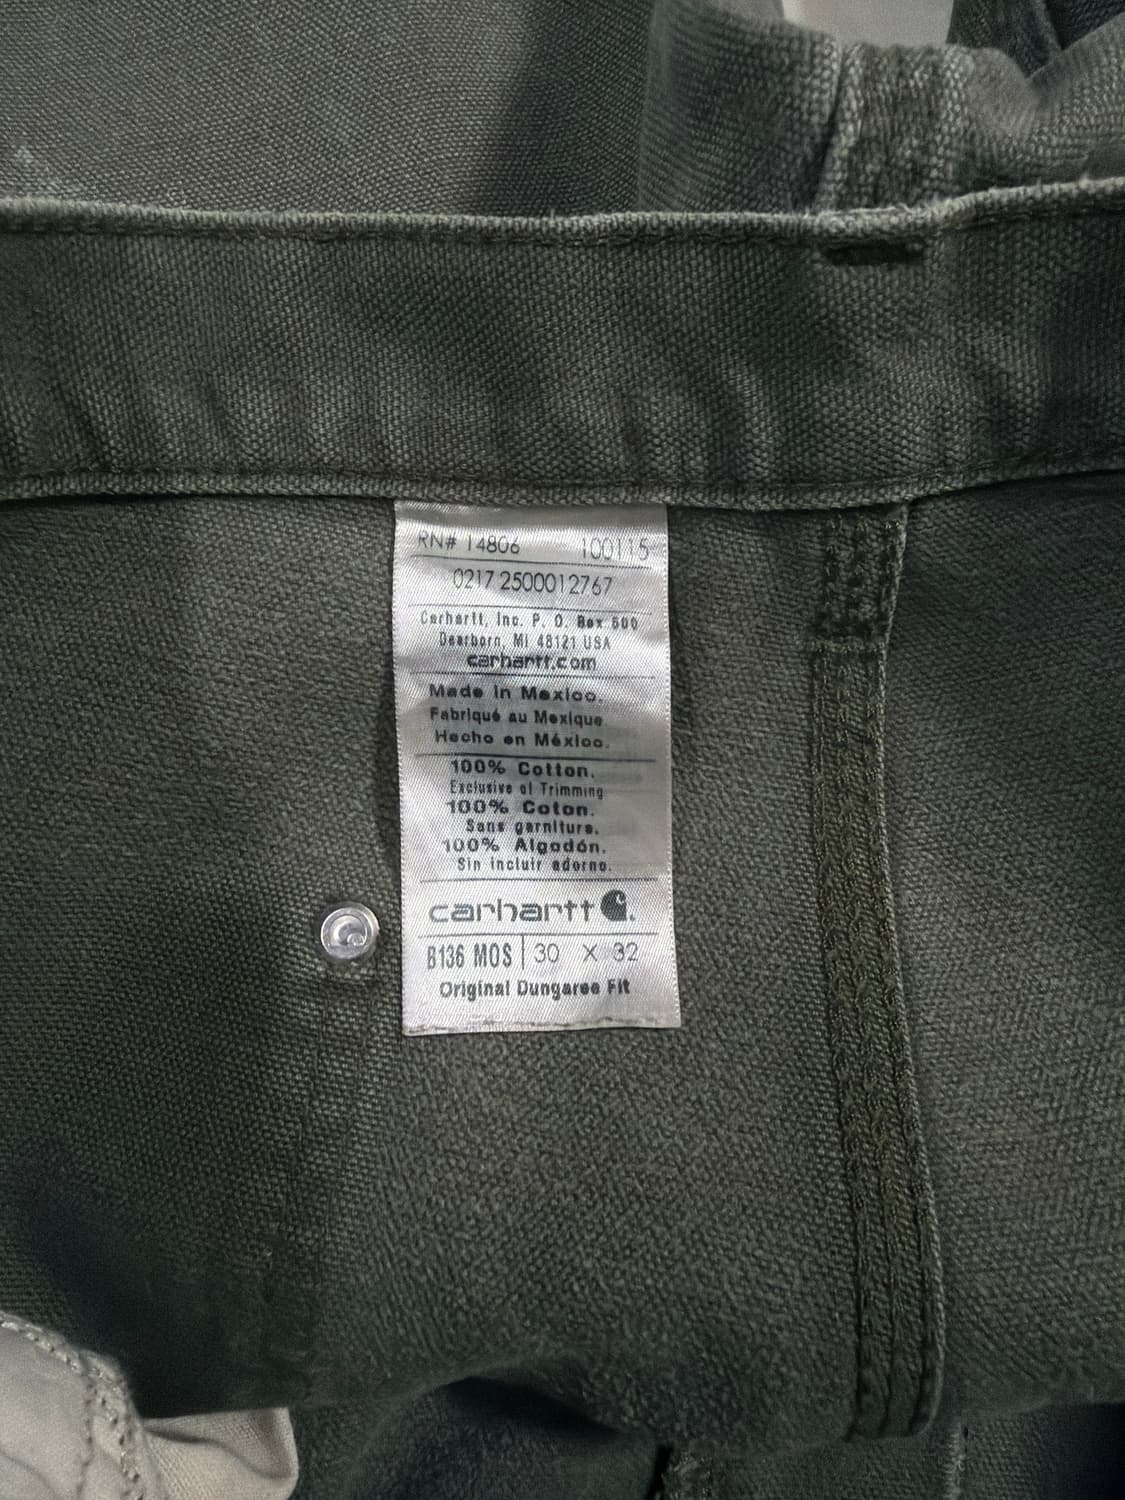 RN# 14806 100115
0217 2500012767
Carhartt, Inc. P. O. Box 600
Dearborn, MI 48121 USA
carhartt.com
Made in Mexico.
Fabriqué au Mexique
Hecho en México.
100% Cotton.
Exclusive of Trimming
100% Coton.
Sans garniture.
100% Algodón.
Sin incluir adorno.
carhartt
B136 MOS | 30 X 32
Original Dungaree Fit